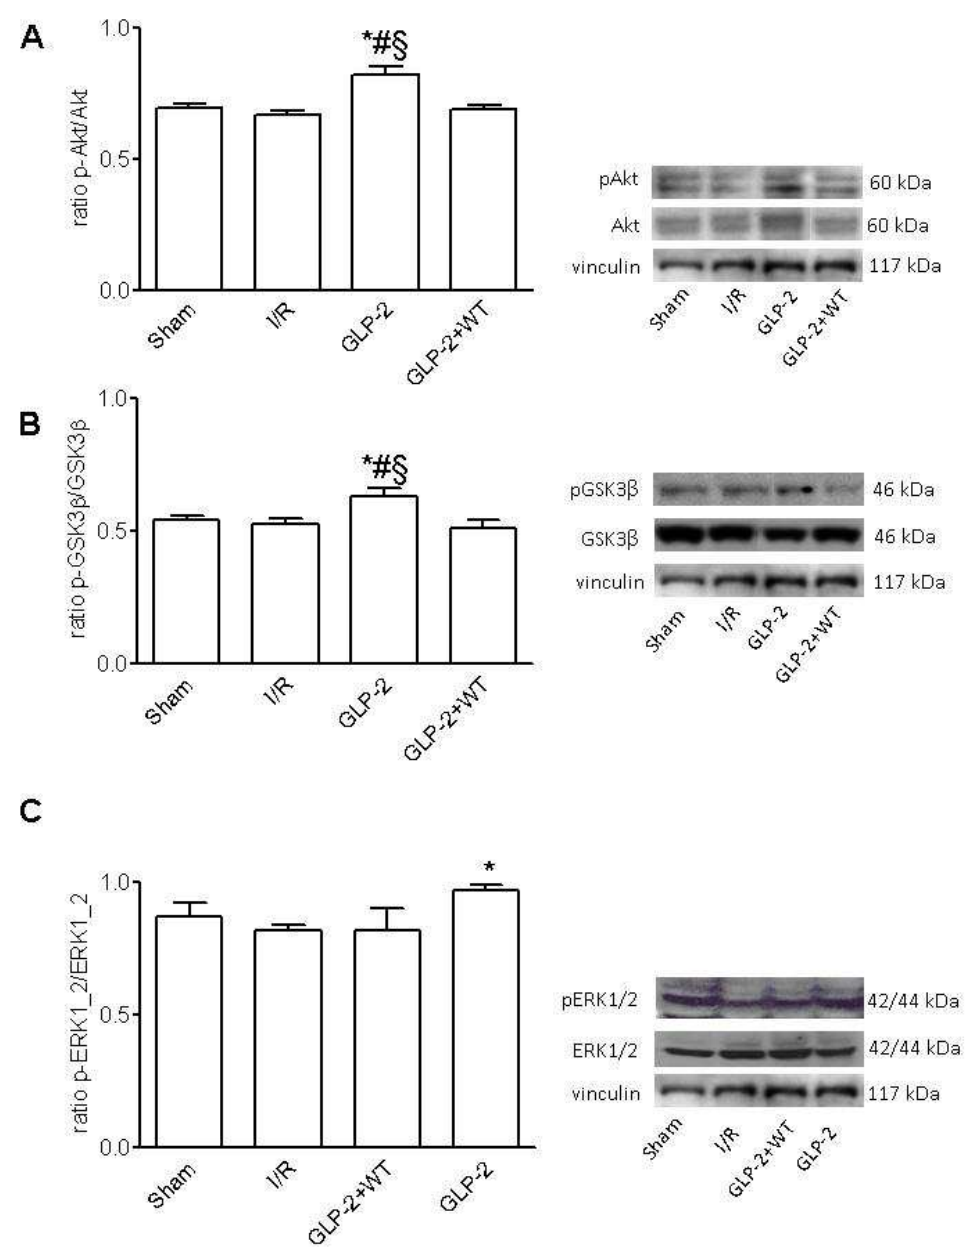 A
1.0
*#§
ratio p-Akt/Akt
0.5
0.0
Sham
I/R
GLP-2
GLP-2+WT
pAkt
60 kDa
Akt
60 kDa
vinculin
117 kDa
Sham
I/R
GLP-2
GLP-2+WT
B
1.0
*#§
ratio p-GSK3β/GSK3β
0.5
0.0
Sham
I/R
GLP-2
GLP-2+WT
pGSK3β
46 kDa
GSK3β
46 kDa
vinculin
117 kDa
Sham
I/R
GLP-2
GLP-2+WT
C
1.0
*
ratio p-ERK1_2/ERK1_2
0.5
0.0
Sham
I/R
GLP-2+WT
GLP-2
pERK1/2
42/44 kDa
ERK1/2
42/44 kDa
vinculin
117 kDa
Sham
I/R
GLP-2+WT
GLP-2